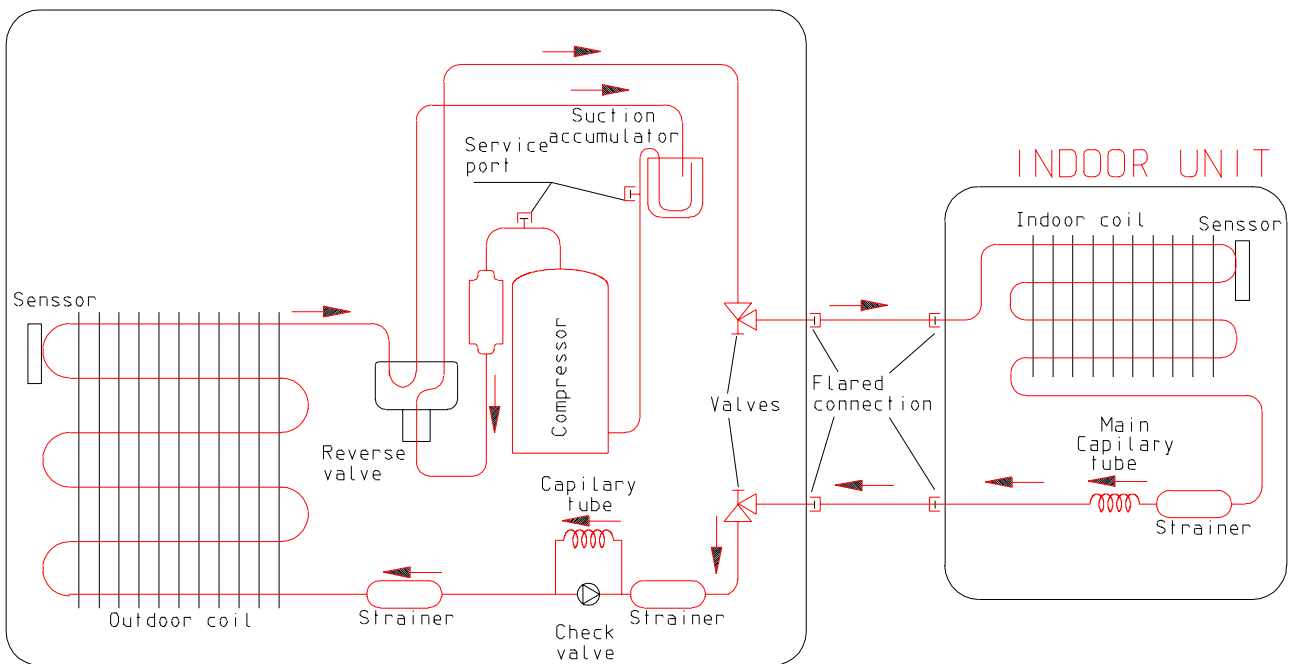 Suction
accumulator
Service
port
INDOOR UNIT
Indoor coil
Senssor
Senssor
Compressor
Valves
Flared
connection
Reverse
valve
Main
Capilary
tube
Capilary
tube
Strainer
Outdoor coil
Strainer
Check
valve
Strainer